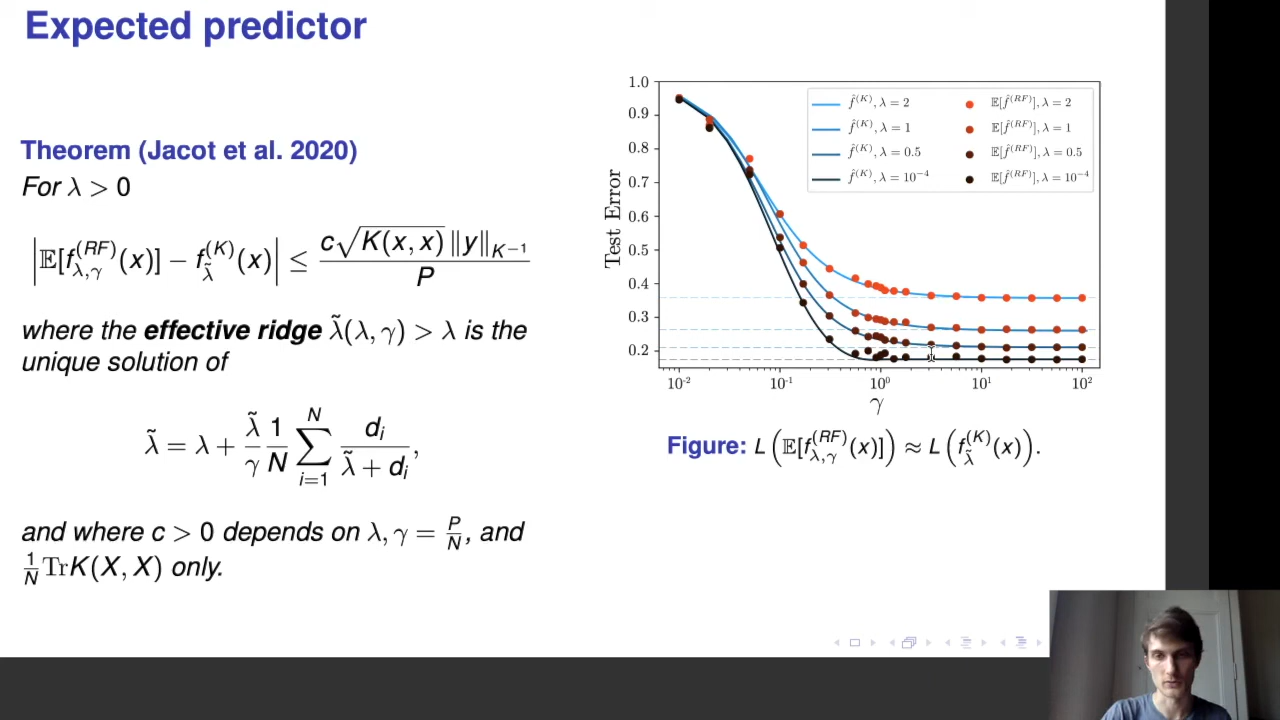 Expected predictor
Theorem (Jacot et al. 2020)
For λ > 0
|𝔼[f^{(RF)}_{λ,γ}(x)] − f^{(K)}_{λ̃}(x)| ≤ c√K(x, x) ‖y‖_{K^{-1}} / P
where the effective ridge λ̃(λ, γ) > λ is the
unique solution of
λ̃ = λ + (λ̃/γ) (1/N) ∑_{i=1}^{N} d_i / (λ̃ + d_i),
and where c > 0 depends on λ, γ = P/N, and
1/N TrK(X, X) only.
Test Error
1.0
0.9
0.8
0.7
0.6
0.5
0.4
0.3
0.2
f̂^{(K)}, λ = 2
f̂^{(K)}, λ = 1
f̂^{(K)}, λ = 0.5
f̂^{(K)}, λ = 10^{-4}
𝔼[f̂^{(RF)}], λ = 2
𝔼[f̂^{(RF)}], λ = 1
𝔼[f̂^{(RF)}], λ = 0.5
𝔼[f̂^{(RF)}], λ = 10^{-4}
10^{-2} 10^{-1} 10^{0} 10^{1} 10^{2}
γ
Figure: L(𝔼[f^{(RF)}_{λ,γ}(x)]) ≈ L(f^{(K)}_{λ̃}(x)).